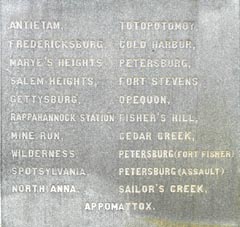 ANTIETAM, TOTOPOTOMOY
FREDERICKSBURG, COLD HARBOR,
MARYE'S HEIGHTS PETERSBURG,
SALEM HEIGHTS, FORT STEVENS
GETTYSBURG, OPEQUON,
RAPPAHANNOCK STATION FISHER'S HILL,
MINE RUN, CEDAR CREEK,
WILDERNESS PETERSBURG (FORT FISHER)
SPOTSYLVANIA, PETERSBURG (ASSAULT)
NORTH ANNA. SAILOR'S CREEK,
APPOMATTOX.